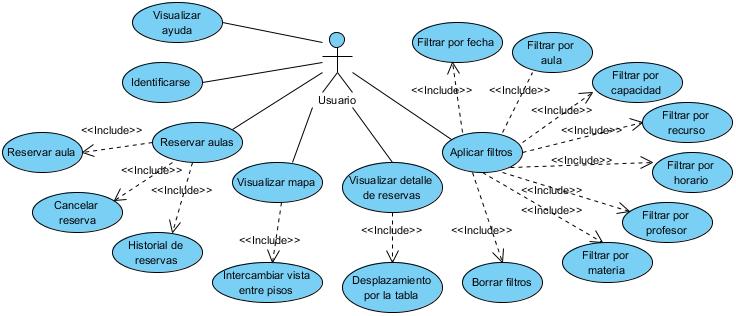 Visualizar
ayuda
Identificarse
Usuario
Filtrar por fecha
Filtrar por
aula
Filtrar por
capacidad
Filtrar por
recurso
Filtrar por
horario
Filtrar por
profesor
Filtrar por
materia
Borrar filtros
Aplicar filtros
<<Include>>
<<Include>>
<<Include>>
<<Include>>
<<Include>>
<<Include>>
<<Include>>
<<Include>>
Reservar aulas
<<Include>>
<<Include>>
<<Include>>
Reservar aula
Cancelar
reserva
Historial de
reservas
Visualizar mapa
<<Include>>
Intercambiar vista
entre pisos
Visualizar detalle
de reservas
<<Include>>
Desplazamiento
por la tabla